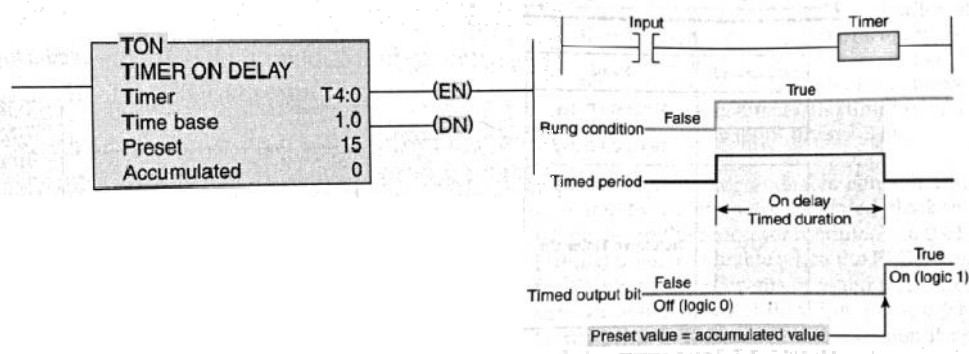 TON
TIMER ON DELAY
Timer T4:0
Time base 1.0
Preset 15
Accumulated 0
(EN)
(DN)
Input Timer
True
False
Rung condition
Timed period
On delay
Timed duration
True
False On (logic 1)
Timed output bit
Off (logic 0)
Preset value = accumulated value